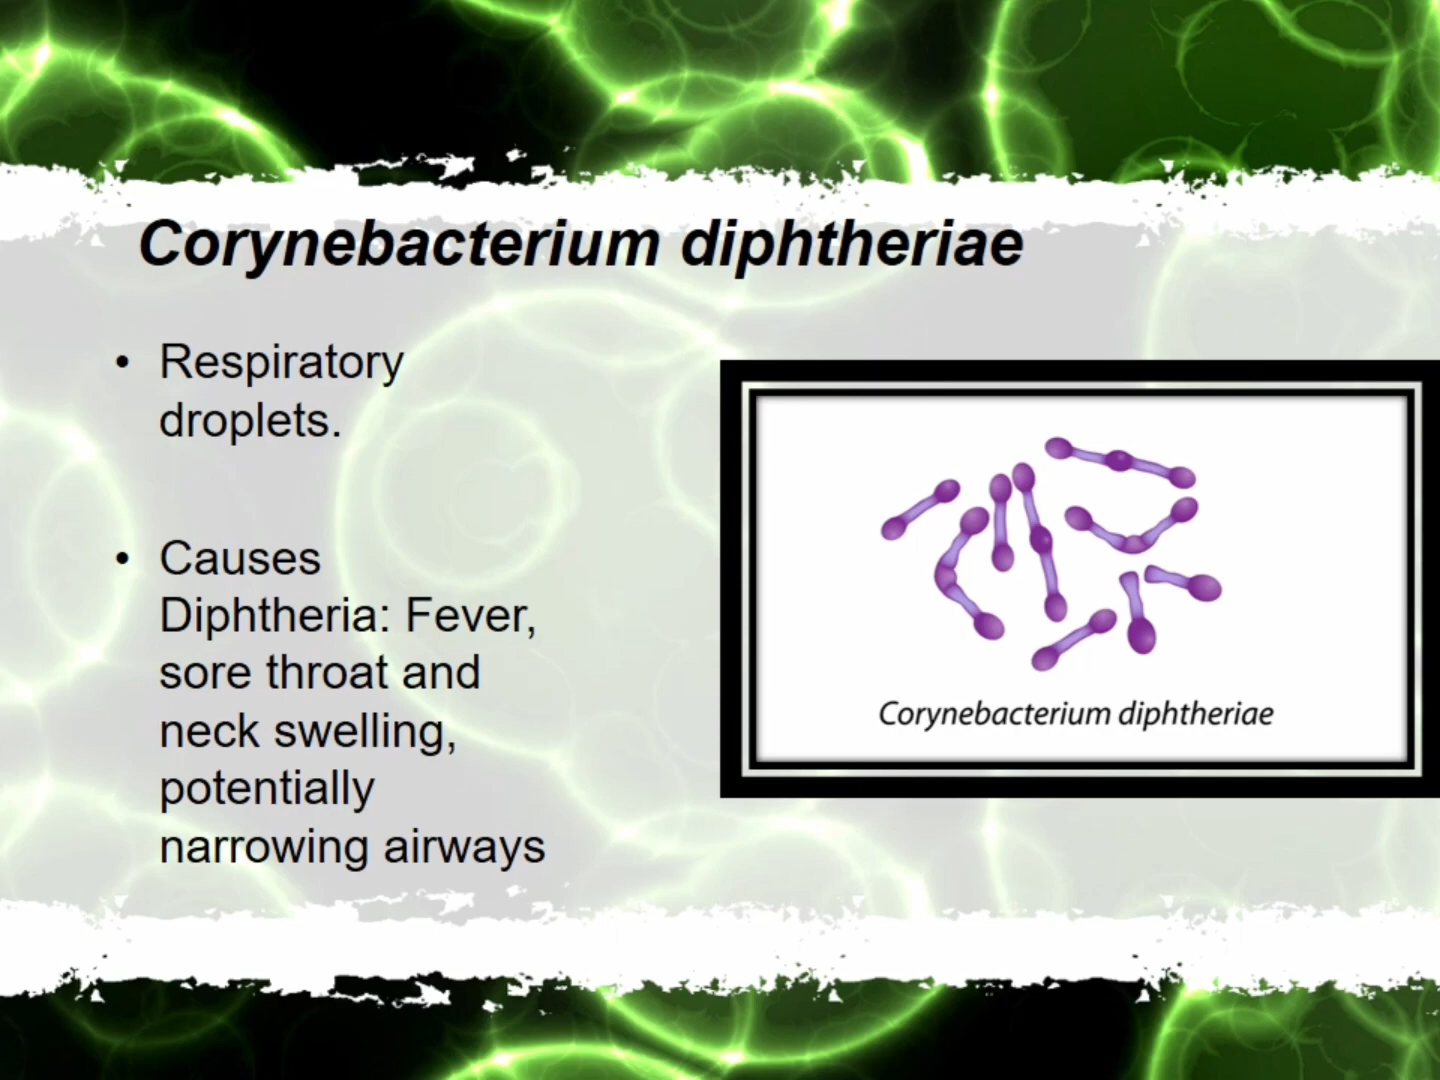 Corynebacterium diphtheriae
• Respiratory
droplets.
• Causes
Diphtheria: Fever,
sore throat and
neck swelling,
potentially
narrowing airways
Corynebacterium diphtheriae